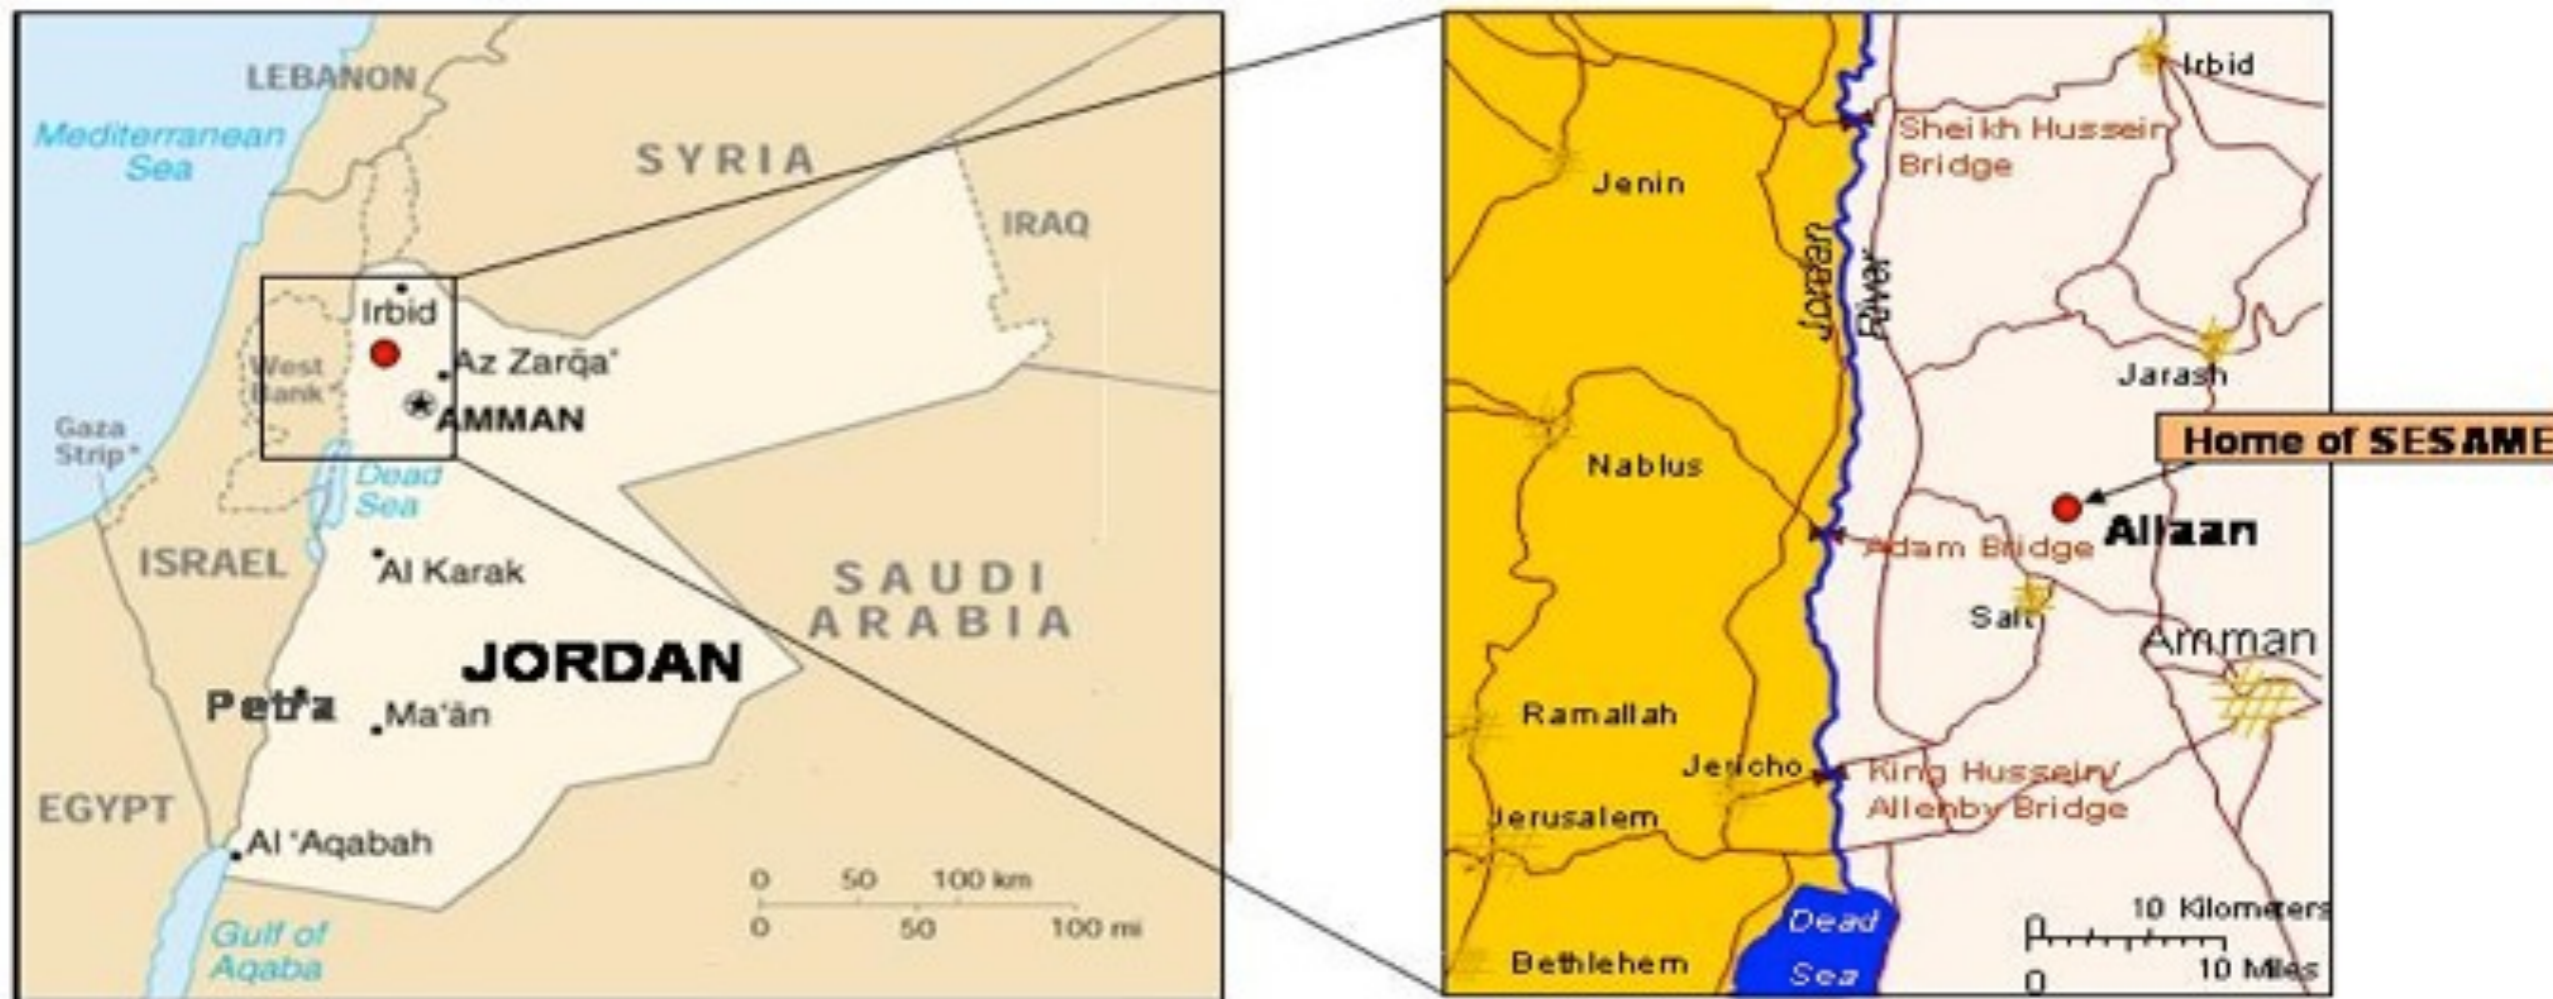 LEBANON
Mediterranean
Sea
SYRIA
IRAQ
Irbid
West
Bank*
Az Zarqa'
AMMAN
Gaza
Strip*
Dead
Sea
ISRAEL
Al Karak
SAUDI
ARABIA
JORDAN
Petra
Ma'ān
EGYPT
Al 'Aqabah
Gulf of
Aqaba
0 50 100 km
0 50 100 mi
Irbid
Sheikh Hussein
Bridge
Jenin
Jordan
River
Jarash
Home of SESAME
Nablus
Allaan
Adam Bridge
Salt
Amman
Ramallah
Jericho
King Hussein/
Allenby Bridge
Jerusalem
Dead
Sea
Bethlehem
0 10 Kilometers
0 10 Miles